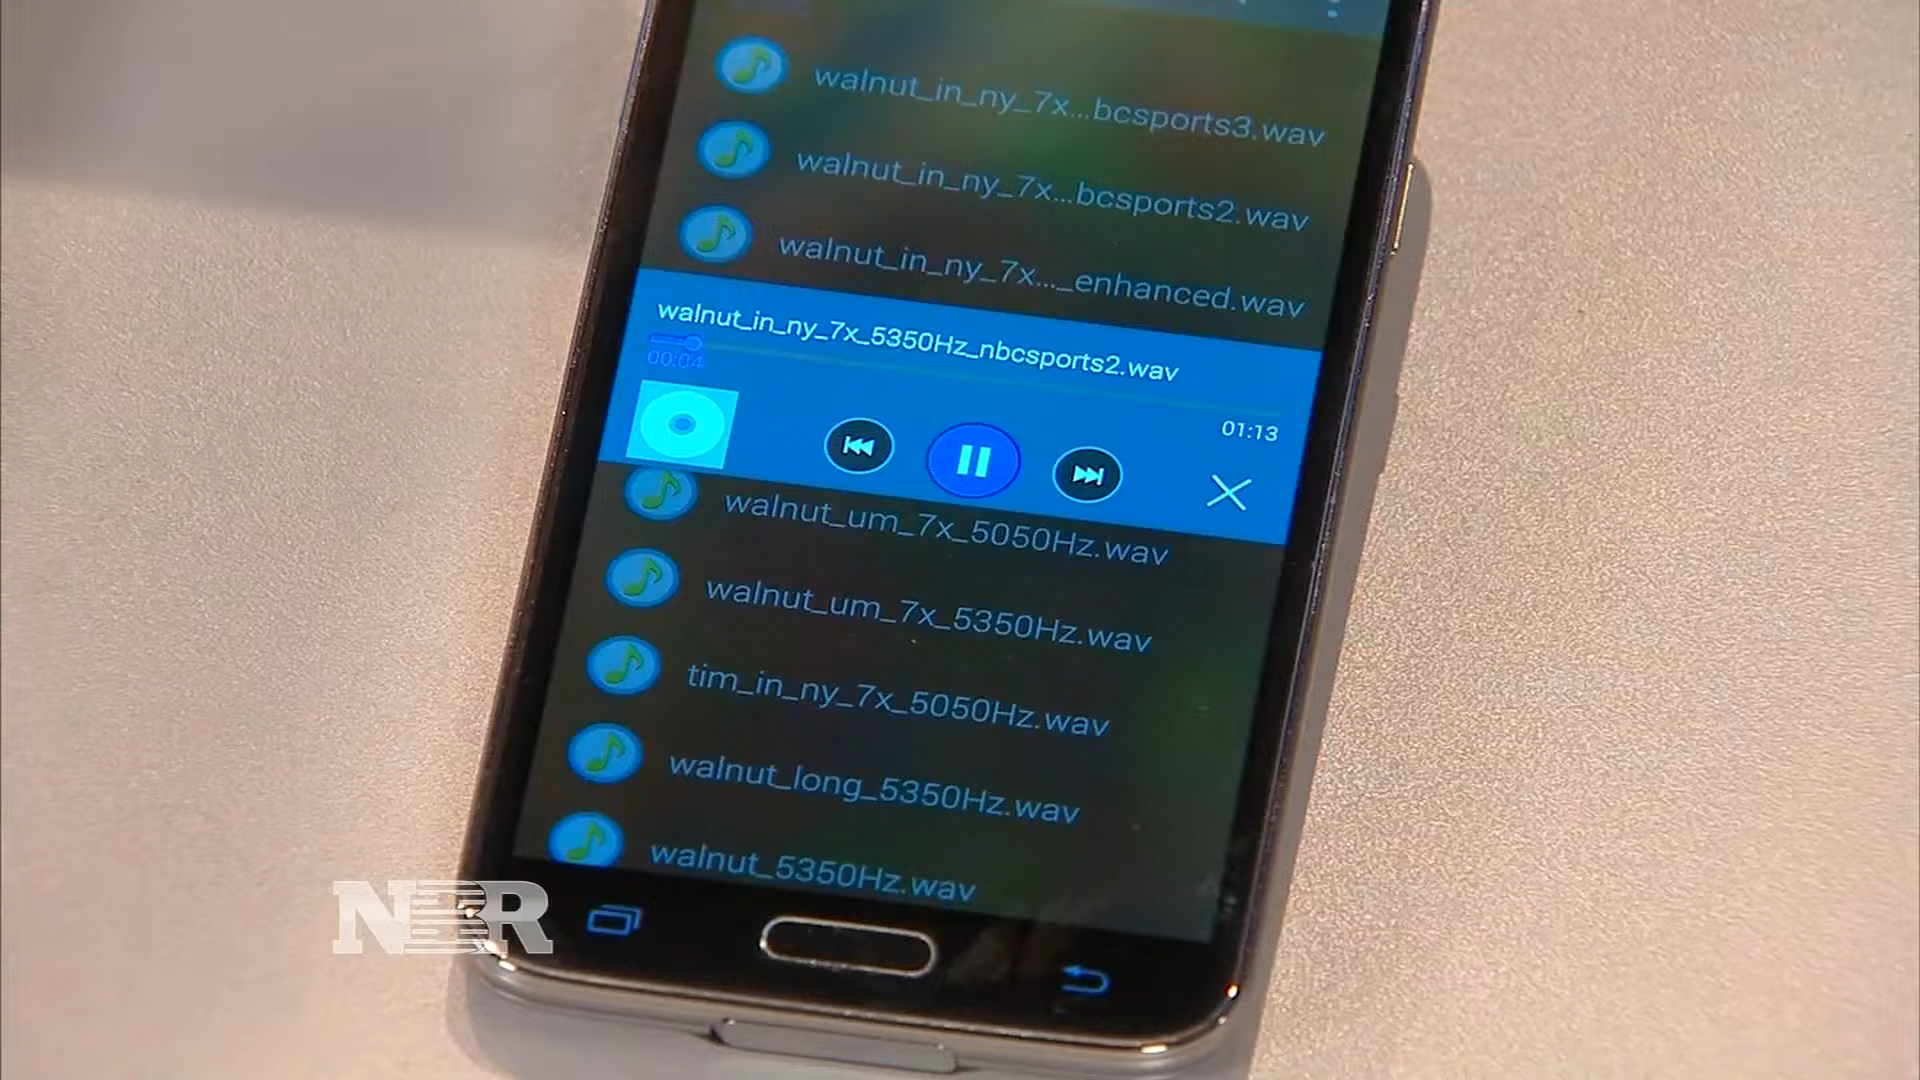 walnut_in_ny_7x...bcsports3.wav
walnut_in_ny_7x...bcsports2.wav
walnut_in_ny_7x..._enhanced.wav
walnut_in_ny_7x_5350Hz_nbcsports2.wav
00:04
01:13
walnut_um_7x_5050Hz.wav
walnut_um_7x_5350Hz.wav
tim_in_ny_7x_5050Hz.wav
walnut_long_5350Hz.wav
walnut_5350Hz.wav
NBR